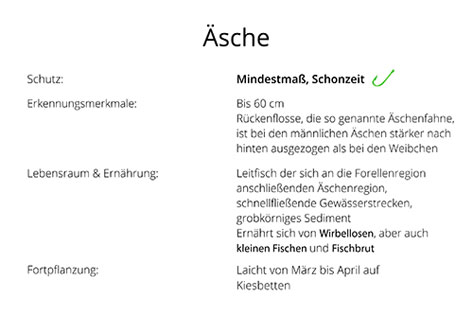 Äsche
Schutz: Mindestmaß, Schonzeit
Erkennungsmerkmale: Bis 60 cm
Rückenflosse, die so genannte Äschenfahne,
ist bei den männlichen Äschen stärker nach
hinten ausgezogen als bei den Weibchen
Lebensraum & Ernährung: Leitfisch der sich an die Forellenregion
anschließenden Äschenregion,
schnellfließende Gewässerstrecken,
grobkörniges Sediment
Ernährt sich von Wirbellosen, aber auch
kleinen Fischen und Fischbrut
Fortpflanzung: Laicht von März bis April auf
Kiesbetten